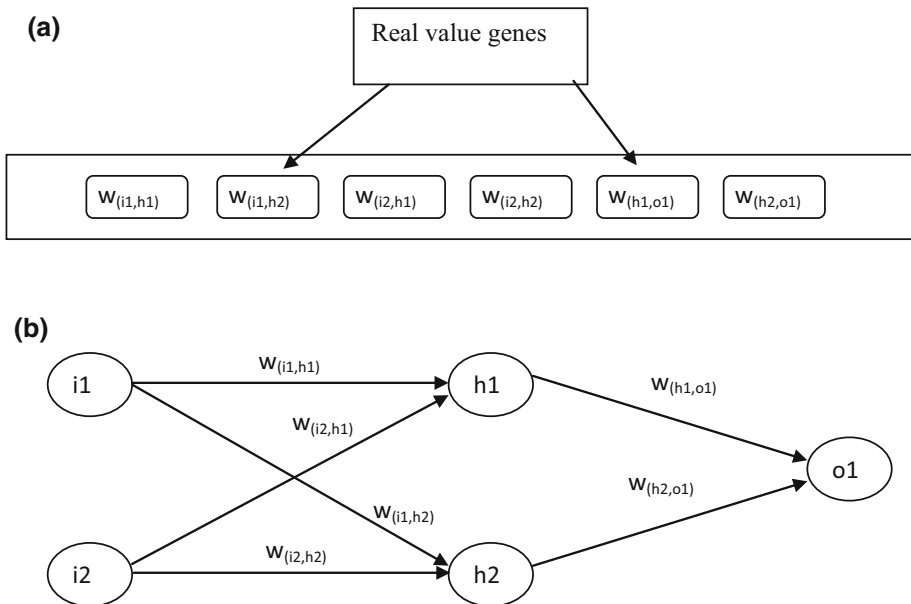 (a)
Real value genes
w(i1,h1) w(i1,h2) w(i2,h1) w(i2,h2) w(h1,o1) w(h2,o1)
(b)
i1 w(i1,h1) h1
w(h1,o1)
w(i2,h1)
o1
w(h2,o1)
w(i1,h2)
i2 w(i2,h2) h2